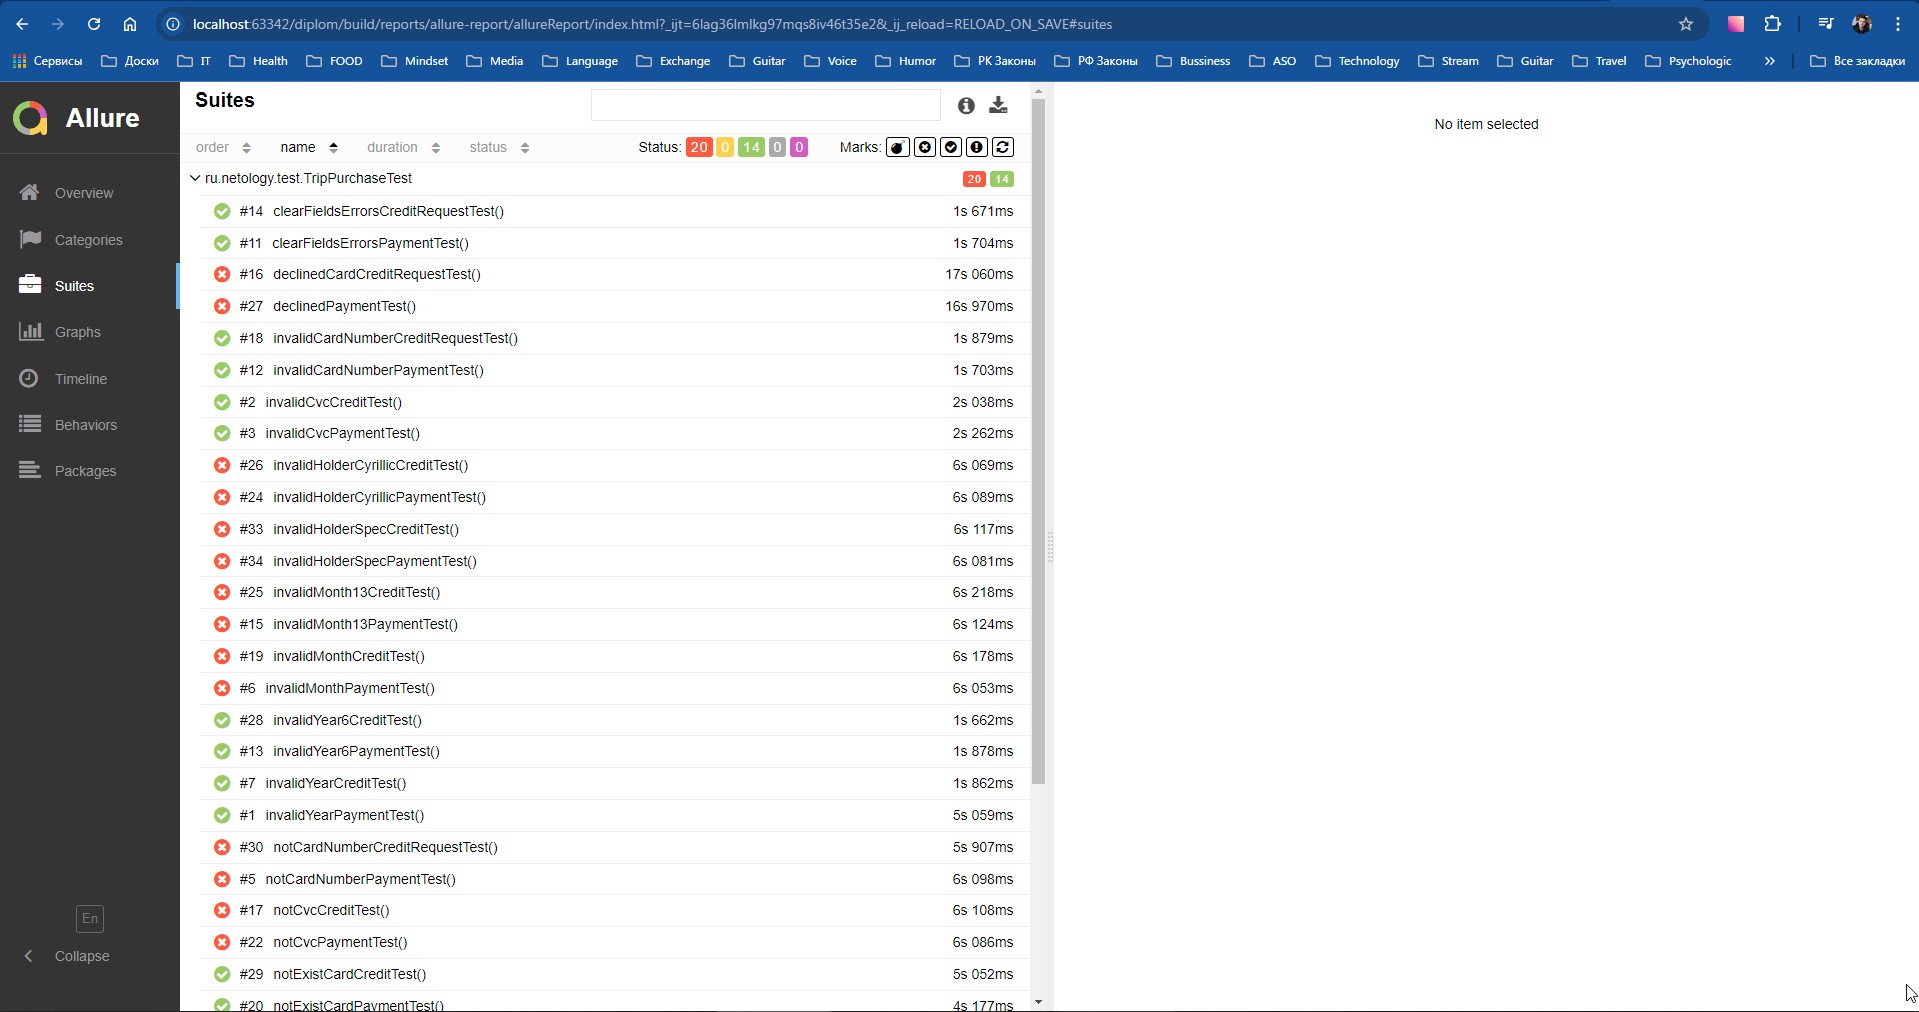 localhost:63342/diplom/build/reports/allure-report/allureReport/index.html?_ijt=6lag36lmlkg97mqs8iv46t35e2&_ij_reload=RELOAD_ON_SAVE#suites
Сервисы Доски IT Health FOOD Mindset Media Language Exchange Guitar Voice Humor РК Законы РФ Законы Bussiness ASO Technology Stream Guitar Travel Psychologic » Все закладки
Allure
Overview
Categories
Suites
Graphs
Timeline
Behaviors
Packages
En
Collapse
Suites
order name duration status Status: 20 0 14 0 0 Marks:
ru.netology.test.TripPurchaseTest 20 14
#14 clearFieldsErrorsCreditRequestTest() 1s 671ms
#11 clearFieldsErrorsPaymentTest() 1s 704ms
#16 declinedCardCreditRequestTest() 17s 060ms
#27 declinedPaymentTest() 16s 970ms
#18 invalidCardNumberCreditRequestTest() 1s 879ms
#12 invalidCardNumberPaymentTest() 1s 703ms
#2 invalidCvcCreditTest() 2s 038ms
#3 invalidCvcPaymentTest() 2s 262ms
#26 invalidHolderCyrillicCreditTest() 6s 069ms
#24 invalidHolderCyrillicPaymentTest() 6s 089ms
#33 invalidHolderSpecCreditTest() 6s 117ms
#34 invalidHolderSpecPaymentTest() 6s 081ms
#25 invalidMonth13CreditTest() 6s 218ms
#15 invalidMonth13PaymentTest() 6s 124ms
#19 invalidMonthCreditTest() 6s 178ms
#6 invalidMonthPaymentTest() 6s 053ms
#28 invalidYear6CreditTest() 1s 662ms
#13 invalidYear6PaymentTest() 1s 878ms
#7 invalidYearCreditTest() 1s 862ms
#1 invalidYearPaymentTest() 5s 059ms
#30 notCardNumberCreditRequestTest() 5s 907ms
#5 notCardNumberPaymentTest() 6s 098ms
#17 notCvcCreditTest() 6s 108ms
#22 notCvcPaymentTest() 6s 086ms
#29 notExistCardCreditTest() 5s 052ms
#20 notExistCardPaymentTest() 4s 177ms
No item selected